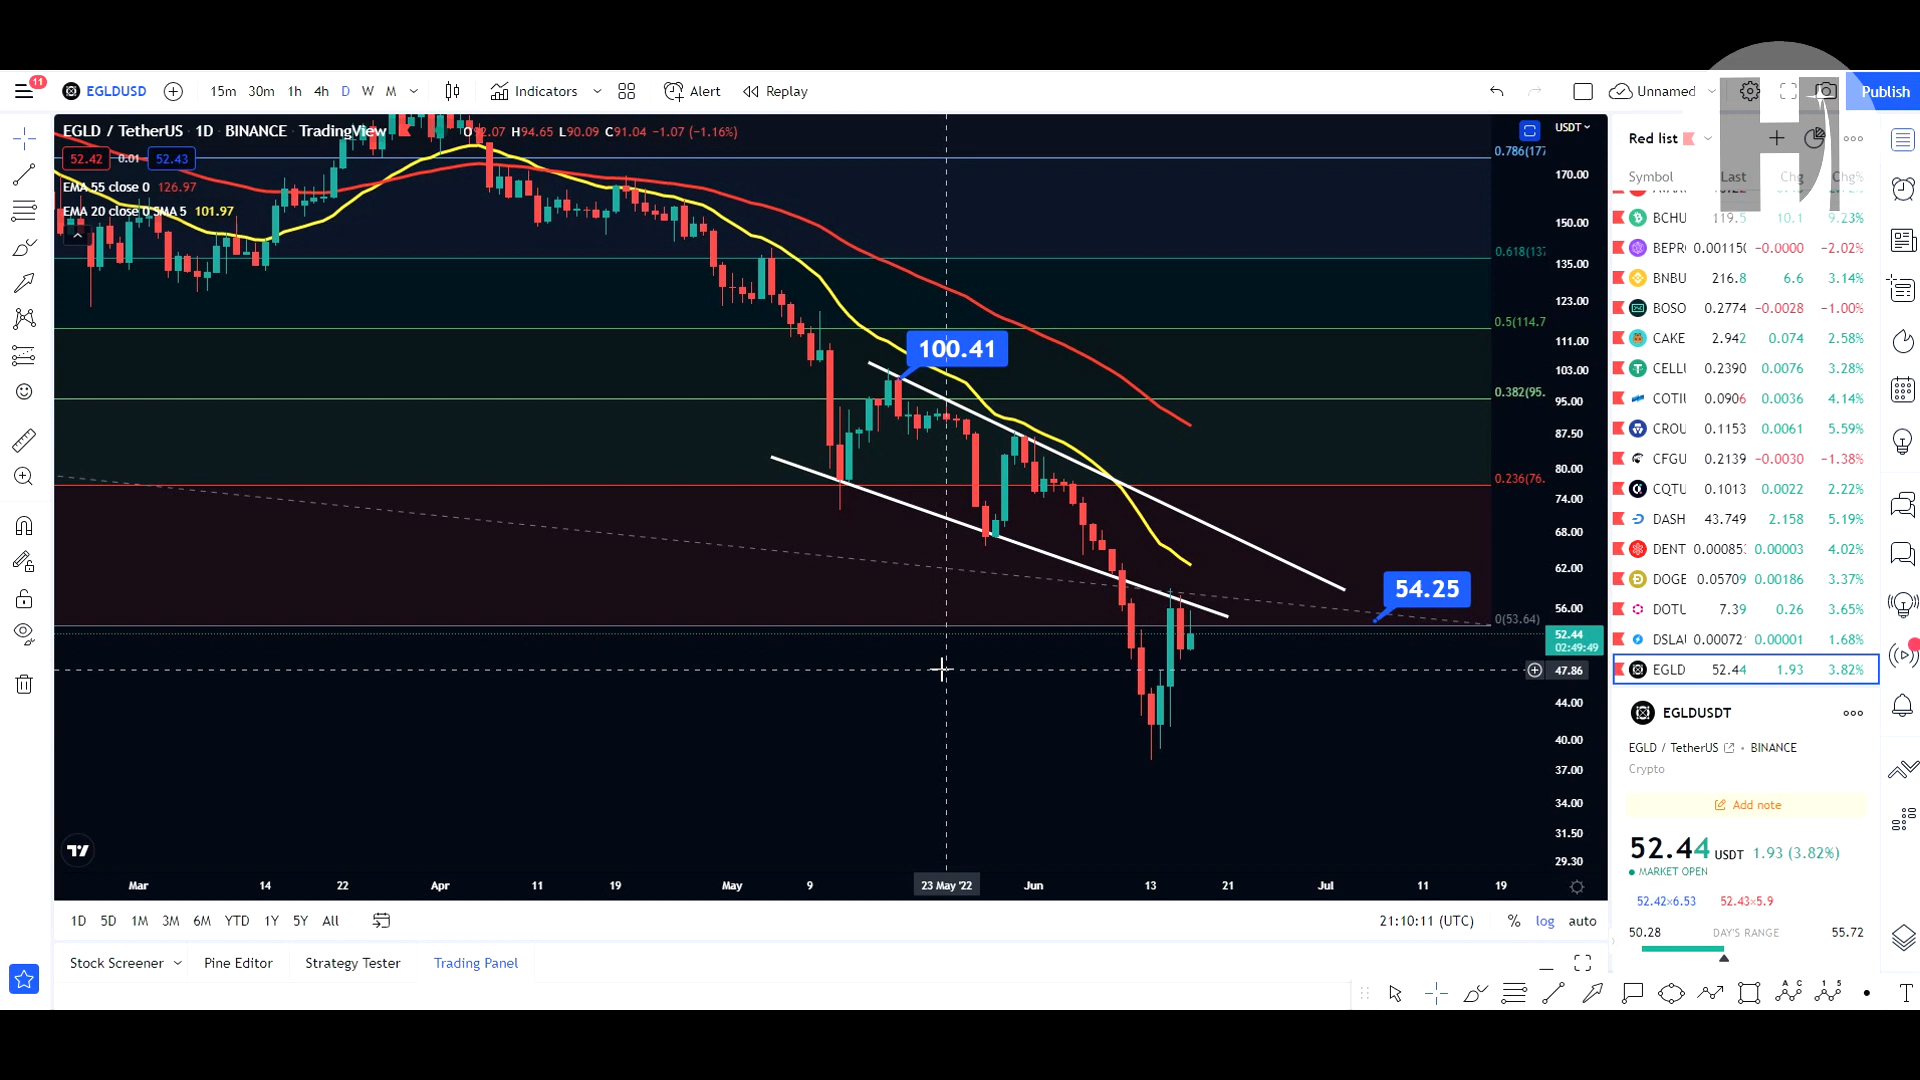 11
EGLDUSD 15m 30m 1h 4h D W M Indicators Alert Replay Unnamed Publish
EGLD / TetherUS · 1D · BINANCE · TradingView O92.07 H94.65 L90.09 C91.04 −1.07 (−1.16%)
52.42 0.01 52.43
EMA 55 close 0 126.97
EMA 20 close 0 SMA 5 101.97
0.786(177
0.618(137
0.5(114.7
0.382(95.
0.236(76.
0(53.64)
100.41
54.25
USDT
170.00
150.00
135.00
123.00
111.00
103.00
95.00
87.50
80.00
74.00
68.00
62.00
56.00
52.44
02:49:49
47.86
44.00
40.00
37.00
34.00
31.50
29.30
Mar 14 22 Apr 11 19 May 9 23 May '22 Jun 13 21 Jul 11 19
1D 5D 1M 3M 6M YTD 1Y 5Y All 21:10:11 (UTC) % log auto
Stock Screener Pine Editor Strategy Tester Trading Panel
Red list
Symbol Last Chg Chg%
BCHU 119.5 10.1 9.23%
BEPR 0.00115 −0.0000 −2.02%
BNBU 216.8 6.6 3.14%
BOSO 0.2774 −0.0028 −1.00%
CAKE 2.942 0.074 2.58%
CELL 0.2390 0.0076 3.28%
COTI 0.0906 0.0036 4.14%
CROU 0.1153 0.0061 5.59%
CFGU 0.2139 −0.0030 −1.38%
CQTU 0.1013 0.0022 2.22%
DASH 43.749 2.158 5.19%
DENT 0.00085 0.00003 4.02%
DOGE 0.05709 0.00186 3.37%
DOTU 7.39 0.26 3.65%
DSLA 0.00072 0.00001 1.68%
EGLD 52.44 1.93 3.82%
EGLDUSDT
EGLD / TetherUS • BINANCE
Crypto
Add note
52.44 USDT 1.93 (3.82%)
MARKET OPEN
52.42×6.53 52.43×5.9
50.28 DAY'S RANGE 55.72